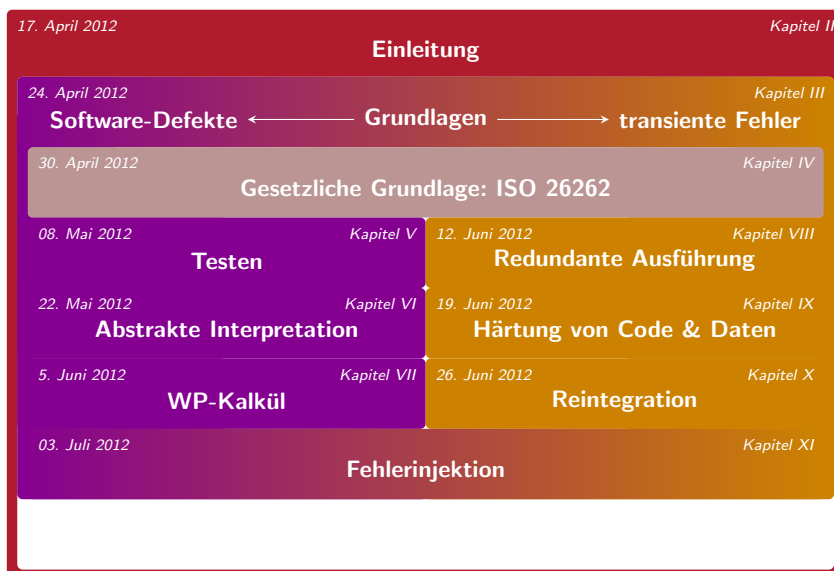 17. April 2012 Kapitel II
Einleitung
24. April 2012 Kapitel III
Software-Defekte Grundlagen transiente Fehler
30. April 2012 Kapitel IV
Gesetzliche Grundlage: ISO 26262
08. Mai 2012 Kapitel V 12. Juni 2012 Kapitel VIII
Testen Redundante Ausführung
22. Mai 2012 Kapitel VI 19. Juni 2012 Kapitel IX
Abstrakte Interpretation Härtung von Code & Daten
5. Juni 2012 Kapitel VII 26. Juni 2012 Kapitel X
WP-Kalkül Reintegration
03. Juli 2012 Kapitel XI
Fehlerinjektion